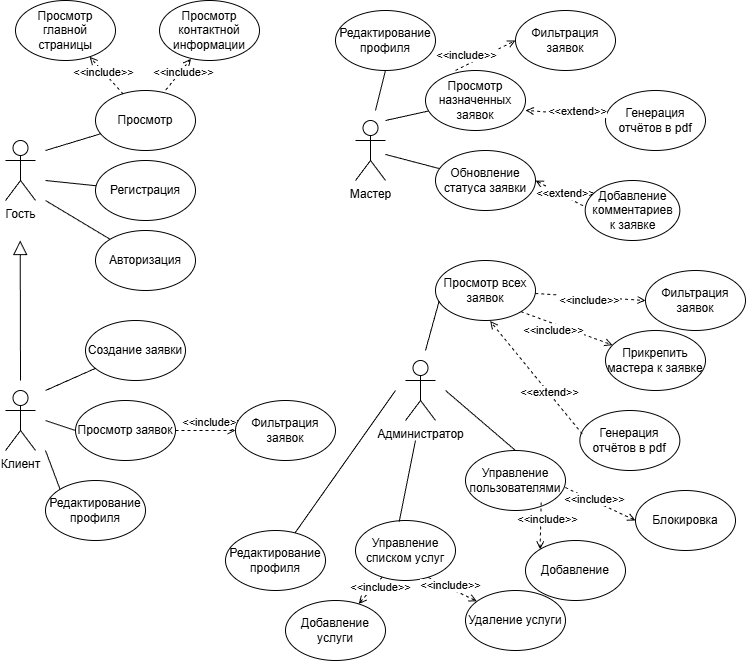 Просмотр
главной
страницы
Просмотр
контактной
информации
<<include>>
<<include>>
Просмотр
Гость
Регистрация
Авторизация
Создание заявки
Клиент
Просмотр заявок
<<include>
Фильтрация
заявок
Редактирование
профиля
Редактирование
профиля
Фильтрация
заявок
<<include>>
Просмотр
назначенных
заявок
<<extend>>
Генерация
отчётов в pdf
Мастер
Обновление
статуса заявки
<<extend>>
Добавление
комментариев
к заявке
Просмотр всех
заявок
<<include>>
Фильтрация
заявок
<<include>>
Прикрепить
мастера к заявке
<<extend>>
Генерация
отчётов в pdf
Администратор
Управление
пользователями
<<include>>
Блокировка
<<include>>
Добавление
Редактирование
профиля
Управление
списком услуг
<<include>>
<<include>>
Добавление
услуги
Удаление услуги